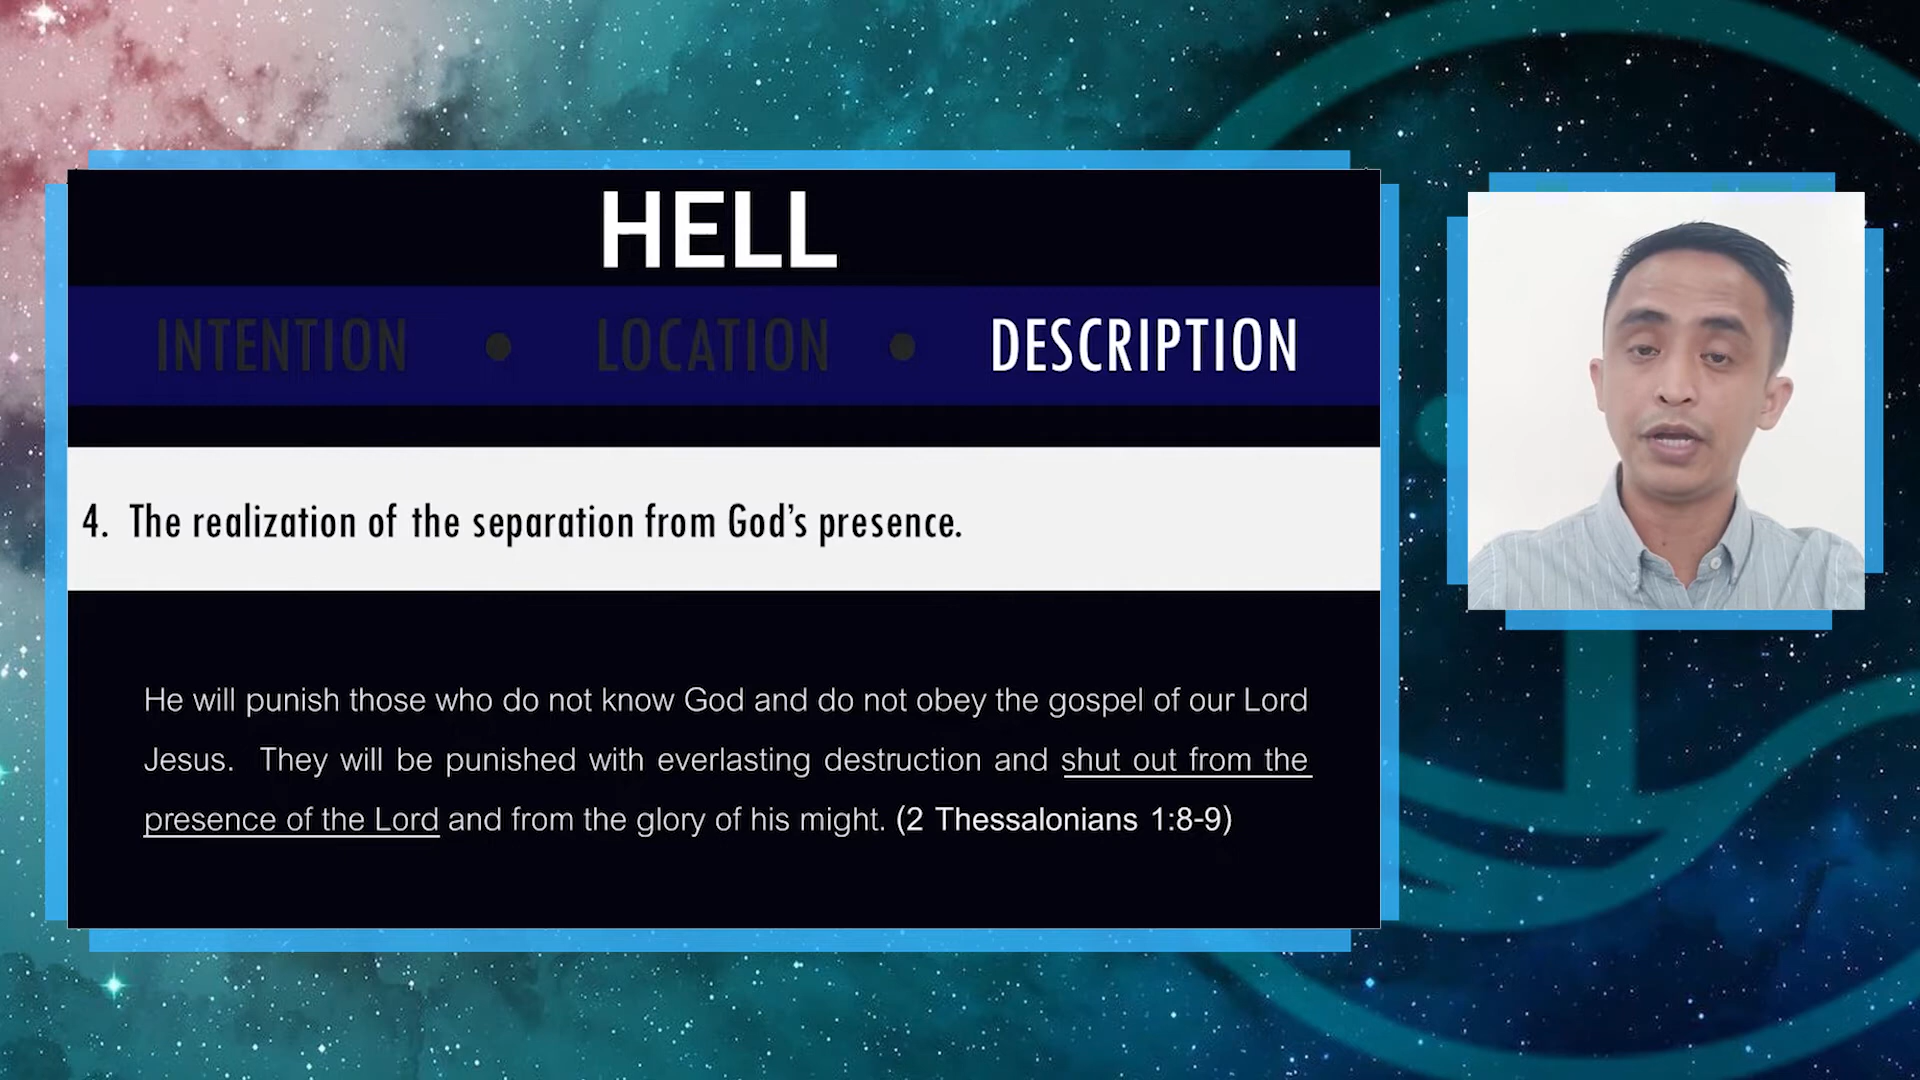 HELL
INTENTION • LOCATION • DESCRIPTION
4. The realization of the separation from God's presence.
He will punish those who do not know God and do not obey the gospel of our Lord
Jesus. They will be punished with everlasting destruction and shut out from the
presence of the Lord and from the glory of his might. (2 Thessalonians 1:8-9)